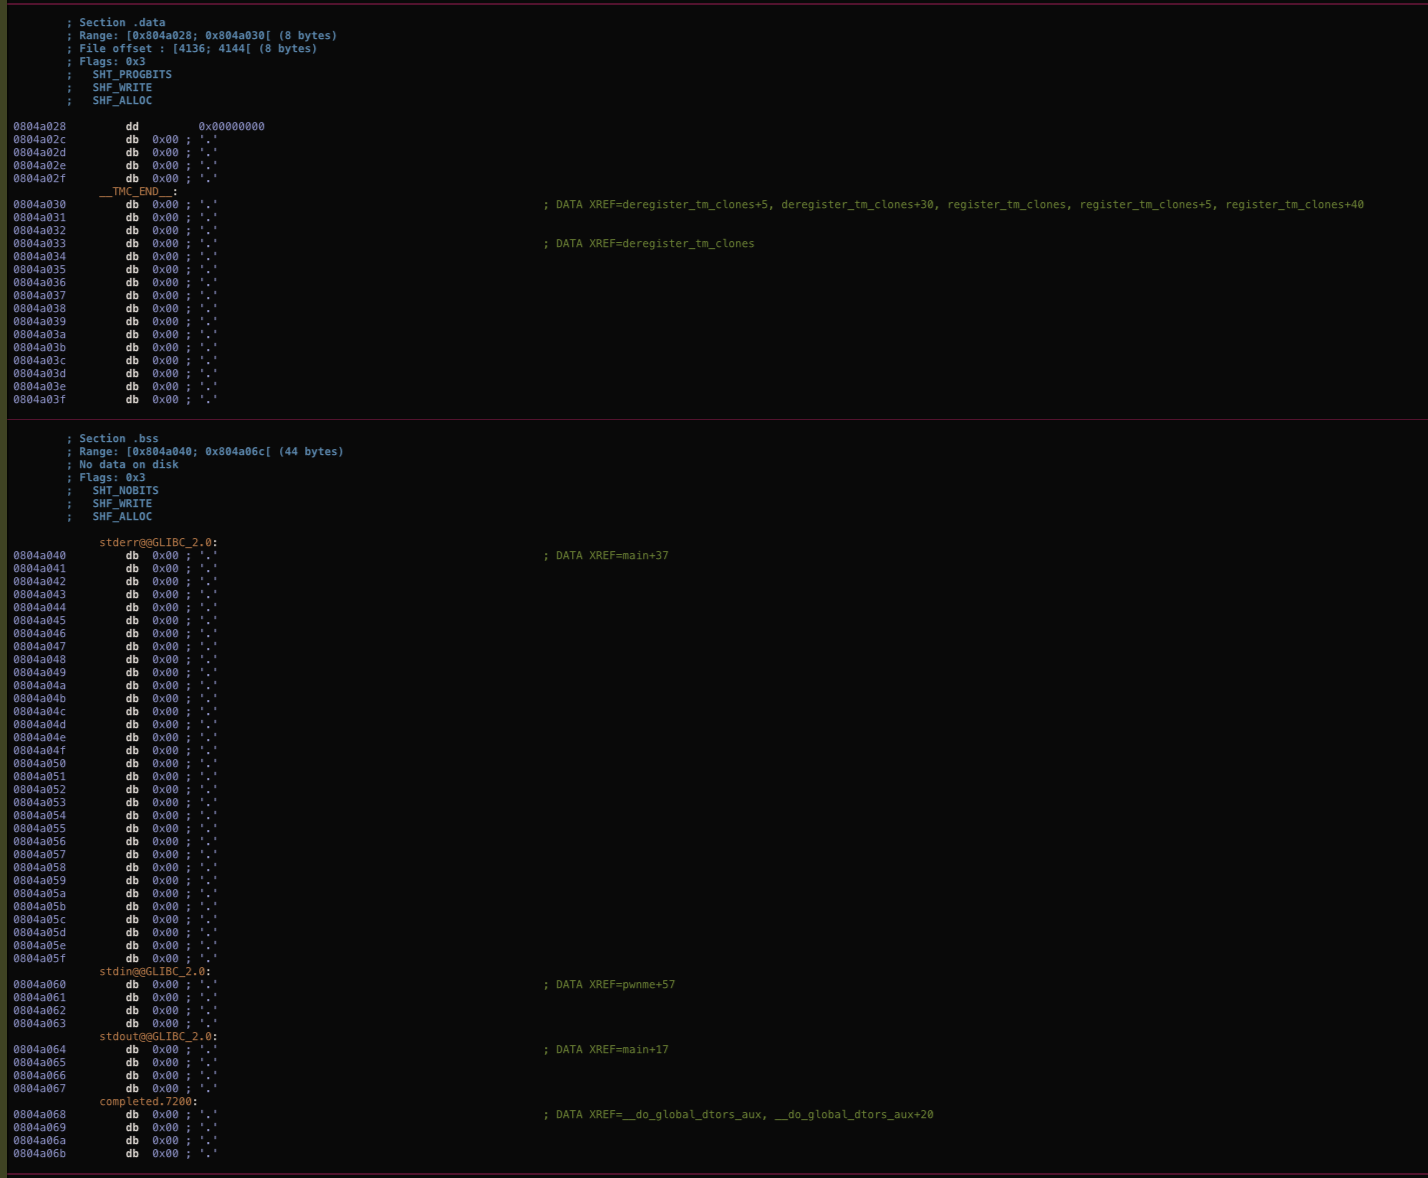 ; Section .data
; Range: [0x804a028; 0x804a030[ (8 bytes)
; File offset : [4136; 4144[ (8 bytes)
; Flags: 0x3
;   SHT_PROGBITS
;   SHF_WRITE
;   SHF_ALLOC
0804a028 dd 0x00000000
0804a02c db 0x00 ; '.'
0804a02d db 0x00 ; '.'
0804a02e db 0x00 ; '.'
0804a02f db 0x00 ; '.'
__TMC_END__:
0804a030 db 0x00 ; '.' ; DATA XREF=deregister_tm_clones+5, deregister_tm_clones+30, register_tm_clones, register_tm_clones+5, register_tm_clones+40
0804a031 db 0x00 ; '.'
0804a032 db 0x00 ; '.'
0804a033 db 0x00 ; '.' ; DATA XREF=deregister_tm_clones
0804a034 db 0x00 ; '.'
0804a035 db 0x00 ; '.'
0804a036 db 0x00 ; '.'
0804a037 db 0x00 ; '.'
0804a038 db 0x00 ; '.'
0804a039 db 0x00 ; '.'
0804a03a db 0x00 ; '.'
0804a03b db 0x00 ; '.'
0804a03c db 0x00 ; '.'
0804a03d db 0x00 ; '.'
0804a03e db 0x00 ; '.'
0804a03f db 0x00 ; '.'
; Section .bss
; Range: [0x804a040; 0x804a06c[ (44 bytes)
; No data on disk
; Flags: 0x3
;   SHT_NOBITS
;   SHF_WRITE
;   SHF_ALLOC
stderr@@GLIBC_2.0:
0804a040 db 0x00 ; '.' ; DATA XREF=main+37
0804a041 db 0x00 ; '.'
0804a042 db 0x00 ; '.'
0804a043 db 0x00 ; '.'
0804a044 db 0x00 ; '.'
0804a045 db 0x00 ; '.'
0804a046 db 0x00 ; '.'
0804a047 db 0x00 ; '.'
0804a048 db 0x00 ; '.'
0804a049 db 0x00 ; '.'
0804a04a db 0x00 ; '.'
0804a04b db 0x00 ; '.'
0804a04c db 0x00 ; '.'
0804a04d db 0x00 ; '.'
0804a04e db 0x00 ; '.'
0804a04f db 0x00 ; '.'
0804a050 db 0x00 ; '.'
0804a051 db 0x00 ; '.'
0804a052 db 0x00 ; '.'
0804a053 db 0x00 ; '.'
0804a054 db 0x00 ; '.'
0804a055 db 0x00 ; '.'
0804a056 db 0x00 ; '.'
0804a057 db 0x00 ; '.'
0804a058 db 0x00 ; '.'
0804a059 db 0x00 ; '.'
0804a05a db 0x00 ; '.'
0804a05b db 0x00 ; '.'
0804a05c db 0x00 ; '.'
0804a05d db 0x00 ; '.'
0804a05e db 0x00 ; '.'
0804a05f db 0x00 ; '.'
stdin@@GLIBC_2.0:
0804a060 db 0x00 ; '.' ; DATA XREF=pwnme+57
0804a061 db 0x00 ; '.'
0804a062 db 0x00 ; '.'
0804a063 db 0x00 ; '.'
stdout@@GLIBC_2.0:
0804a064 db 0x00 ; '.' ; DATA XREF=main+17
0804a065 db 0x00 ; '.'
0804a066 db 0x00 ; '.'
0804a067 db 0x00 ; '.'
completed.7200:
0804a068 db 0x00 ; '.' ; DATA XREF=__do_global_dtors_aux, __do_global_dtors_aux+20
0804a069 db 0x00 ; '.'
0804a06a db 0x00 ; '.'
0804a06b db 0x00 ; '.'